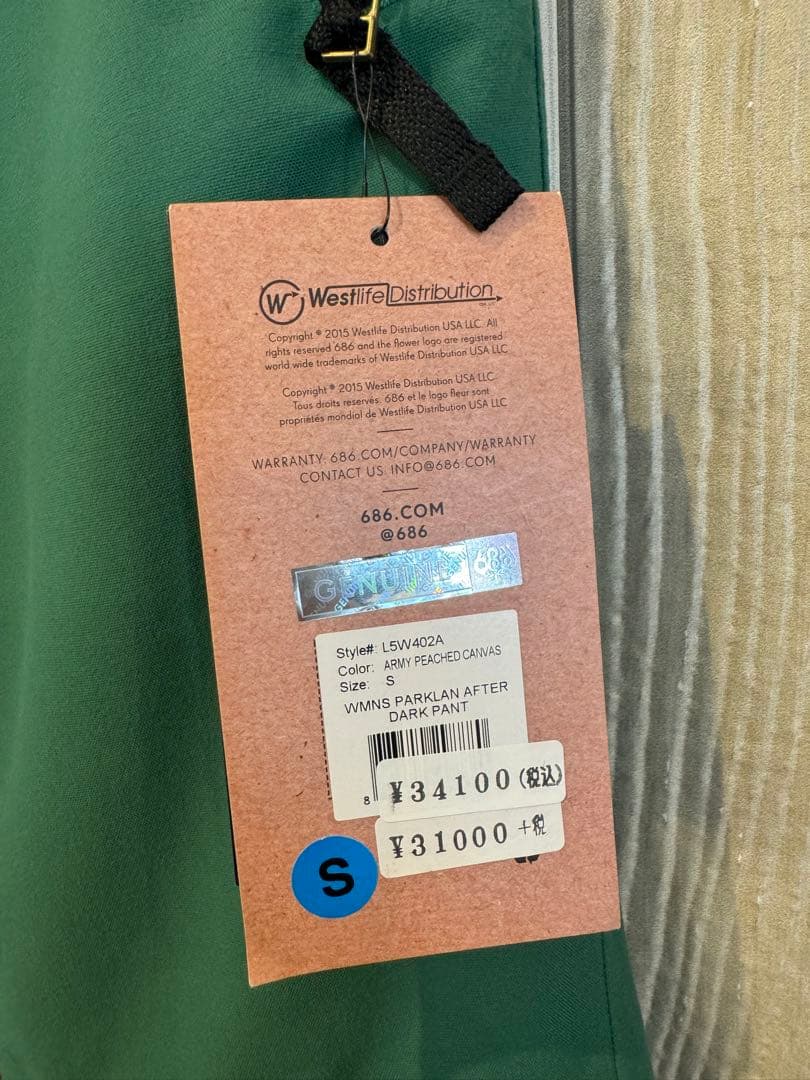 W Westlife Distribution
Copyright ® 2015 Westlife Distribution USA LLC. All
rights reserved 686 and the flower logo are registered
world wide trademarks of Westlife Distribution USA LLC
Copyright ® 2015 Westlife Distribution USA LLC
Tous droits reservés. 686 et le logo fleur sont
propriétés mondial de Westlife Distribution USA LLC
WARRANTY: 686.COM/COMPANY/WARRANTY
CONTACT US: INFO@686.COM
686.COM
@686
GENUINE 686
Style#: L5W402A
Color: ARMY PEACHED CANVAS
Size: S
WMNS PARKLAN AFTER
DARK PANT
8
¥34100(税込)
¥31000+税
S